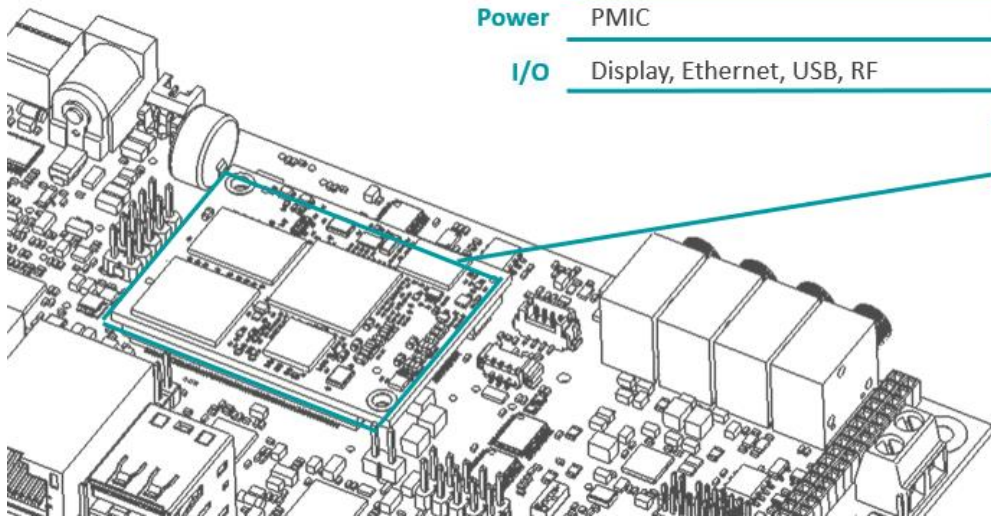 Power PMIC
I/O Display, Ethernet, USB, RF